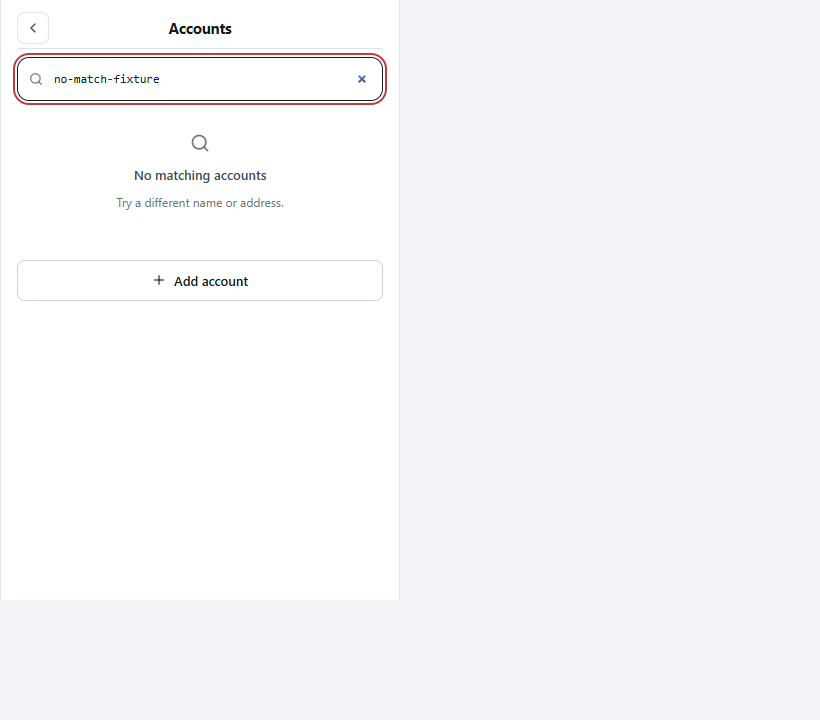 Accounts
no-match-fixture
No matching accounts
Try a different name or address.
Add account